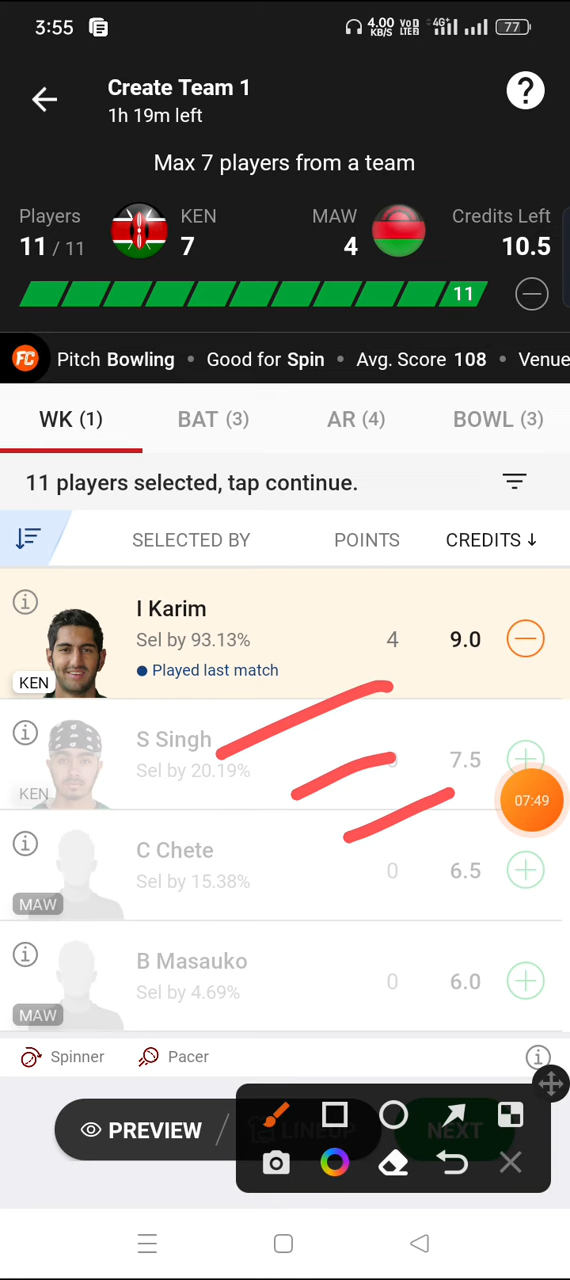 3:55 4.00 KB/S VoD LTE2 4G+ 77
Create Team 1
1h 19m left
?
Max 7 players from a team
Players KEN MAW Credits Left
11 / 11 7 4 10.5
11
FC Pitch Bowling • Good for Spin • Avg. Score 108 • Venue
WK (1) BAT (3) AR (4) BOWL (3)
11 players selected, tap continue.
SELECTED BY POINTS CREDITS ↓
I Karim
Sel by 93.13% 4 9.0
Played last match
KEN
S Singh
Sel by 20.19% 7.5
KEN
07:49
C Chete
Sel by 15.38% 0 6.5
MAW
B Masauko
Sel by 4.69% 0 6.0
MAW
Spinner Pacer
PREVIEW LINEUP NEXT